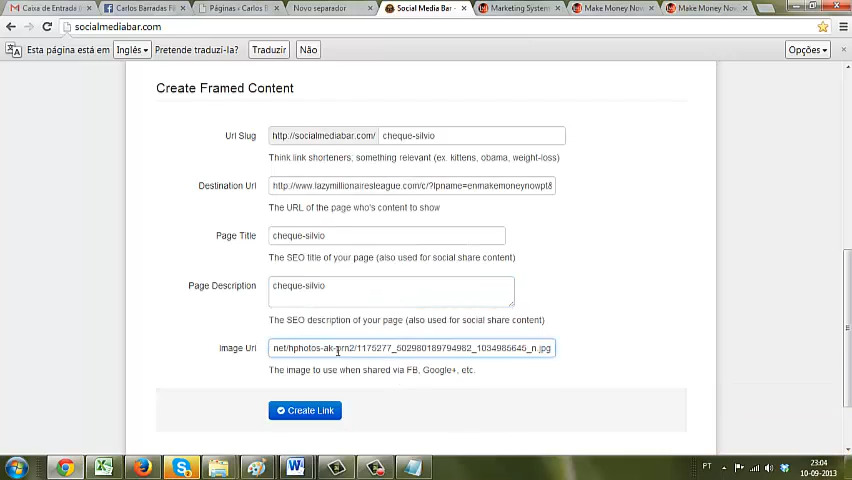 Caixa de Entrada (
Carlos Barradas Fi
Páginas / Carlos B
Novo separador
Social Media Bar -
Marketing System
Make Money Now
Make Money Now
socialmediabar.com
Esta página está em Inglês Pretende traduzi-la? Traduzir Não Opções
Create Framed Content
Url Slug http://socialmediabar.com/ cheque-silvio
Think link shorteners; something relevant (ex. kittens, obama, weight-loss)
Destination Url http://www.lazymillionairesleague.com/c/?lpname=enmakemoneynowpt&
The URL of the page who's content to show
Page Title cheque-silvio
The SEO title of your page (also used for social share content)
Page Description cheque-silvio
The SEO description of your page (also used for social share content)
Image Url net/hphotos-ak-prn2/1175277_502980189794982_1034985645_n.jpg
The image to use when shared via FB, Google+, etc.
Create Link
PT
23:04
10-09-2013